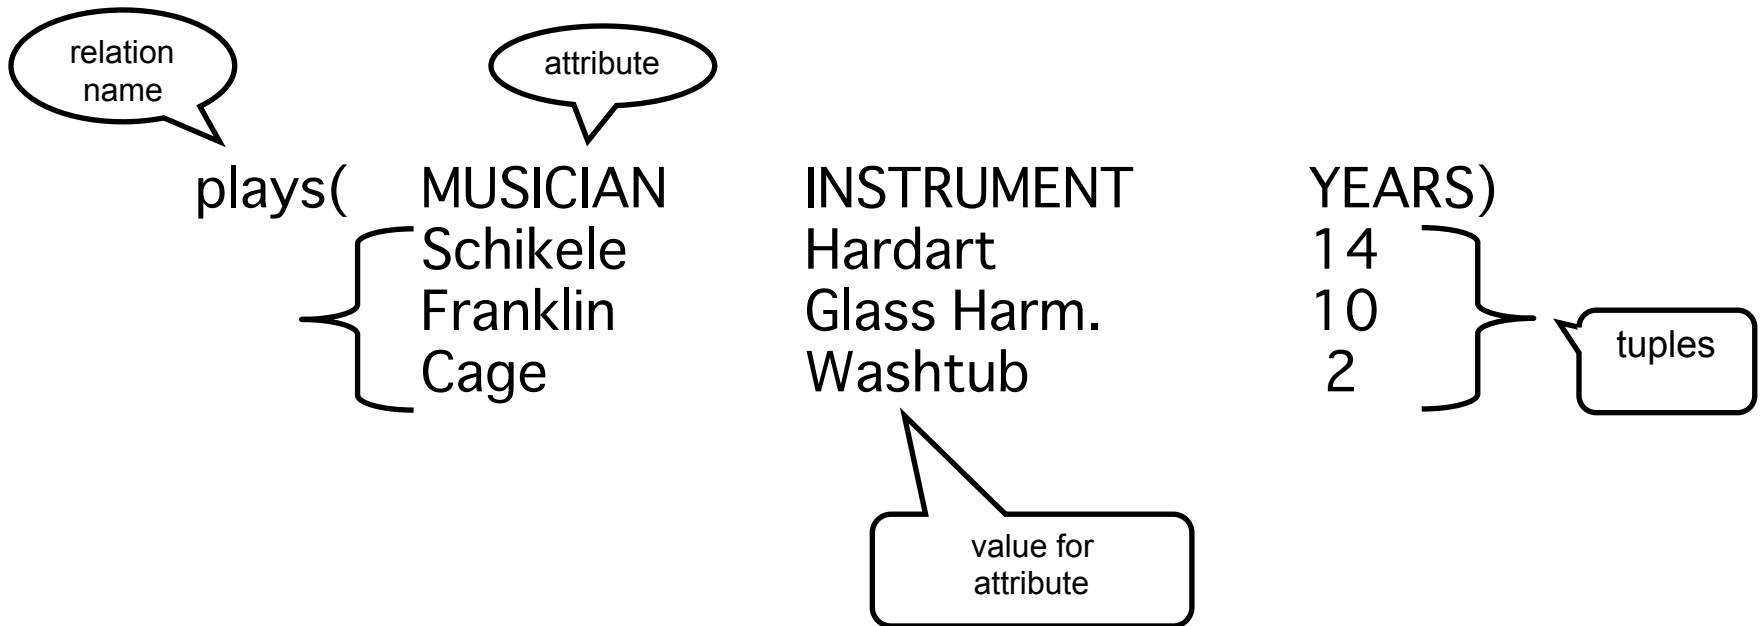 relation
name
attribute
plays( MUSICIAN INSTRUMENT YEARS)
Schikele Hardart 14
Franklin Glass Harm. 10
Cage Washtub 2
tuples
value for
attribute